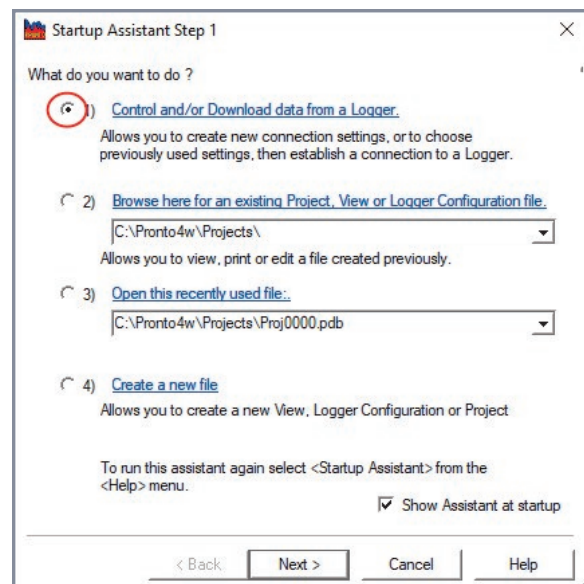 Startup Assistant Step 1
What do you want to do ?
1) Control and/or Download data from a Logger.
Allows you to create new connection settings, or to choose
previously used settings, then establish a connection to a Logger.
2) Browse here for an existing Project, View or Logger Configuration file.
C:\Pronto4w\Projects\
Allows you to view, print or edit a file created previously.
3) Open this recently used file:.
C:\Pronto4w\Projects\Proj0000.pdb
4) Create a new file
Allows you to create a new View, Logger Configuration or Project
To run this assistant again select <Startup Assistant> from the
<Help> menu.
Show Assistant at startup
< Back Next > Cancel Help